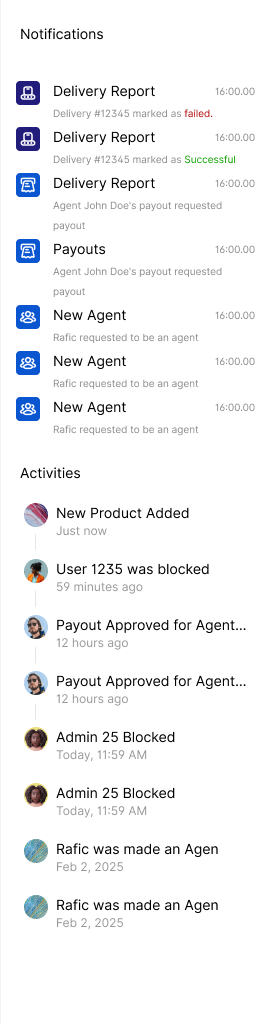 Notifications
Delivery Report 16:00.00
Delivery #12345 marked as failed.
Delivery Report 16:00.00
Delivery #12345 marked as Successful
Delivery Report 16:00.00
Agent John Doe's payout requested
payout
Payouts 16:00.00
Agent John Doe's payout requested
payout
New Agent 16:00.00
Rafic requested to be an agent
New Agent 16:00.00
Rafic requested to be an agent
New Agent 16:00.00
Rafic requested to be an agent
Activities
New Product Added
Just now
User 1235 was blocked
59 minutes ago
Payout Approved for Agent...
12 hours ago
Payout Approved for Agent...
12 hours ago
Admin 25 Blocked
Today, 11:59 AM
Admin 25 Blocked
Today, 11:59 AM
Rafic was made an Agen
Feb 2, 2025
Rafic was made an Agen
Feb 2, 2025